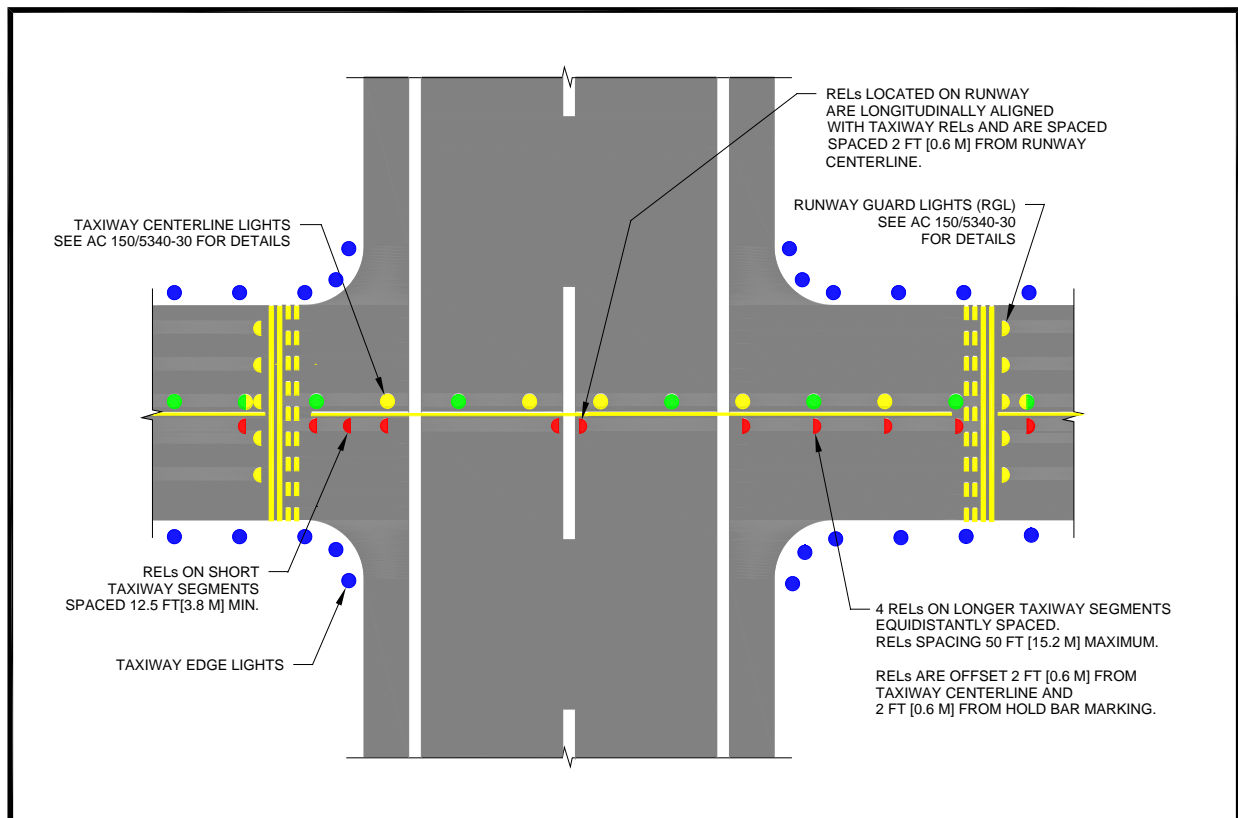 RELs LOCATED ON RUNWAY
ARE LONGITUDINALLY ALIGNED
WITH TAXIWAY RELs AND ARE SPACED
SPACED 2 FT [0.6 M] FROM RUNWAY
CENTERLINE.
TAXIWAY CENTERLINE LIGHTS
SEE AC 150/5340-30 FOR DETAILS
RUNWAY GUARD LIGHTS (RGL)
SEE AC 150/5340-30
FOR DETAILS
RELs ON SHORT
TAXIWAY SEGMENTS
SPACED 12.5 FT[3.8 M] MIN.
TAXIWAY EDGE LIGHTS
4 RELs ON LONGER TAXIWAY SEGMENTS
EQUIDISTANTLY SPACED.
RELs SPACING 50 FT [15.2 M] MAXIMUM.
RELs ARE OFFSET 2 FT [0.6 M] FROM
TAXIWAY CENTERLINE AND
2 FT [0.6 M] FROM HOLD BAR MARKING.